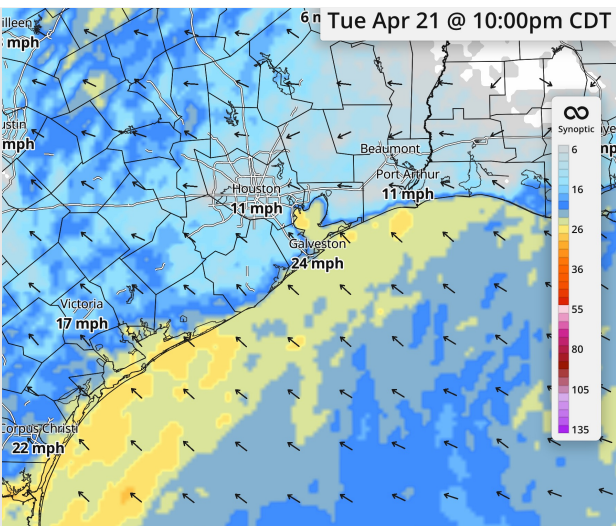 Tue Apr 21 @ 10:00pm CDT
6
illeen
mph
ustin
mph
Synoptic
6
16
26
36
55
80
105
135
Beaumont
Port Arthur
11 mph
Houston
11 mph
Galveston
24 mph
Victoria
17 mph
Corpus Christi
22 mph